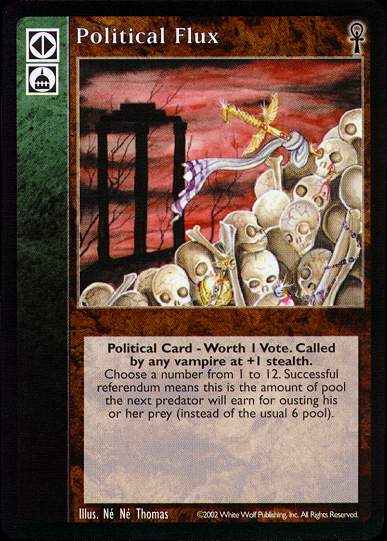 Political Flux
Political Card - Worth 1 Vote. Called
by any vampire at +1 stealth.
Choose a number from 1 to 12. Successful
referendum means this is the amount of pool
the next predator will earn for ousting his
or her prey (instead of the usual 6 pool).
Illus. Né Né Thomas ©2002 White Wolf Publishing, Inc. All Rights Reserved.